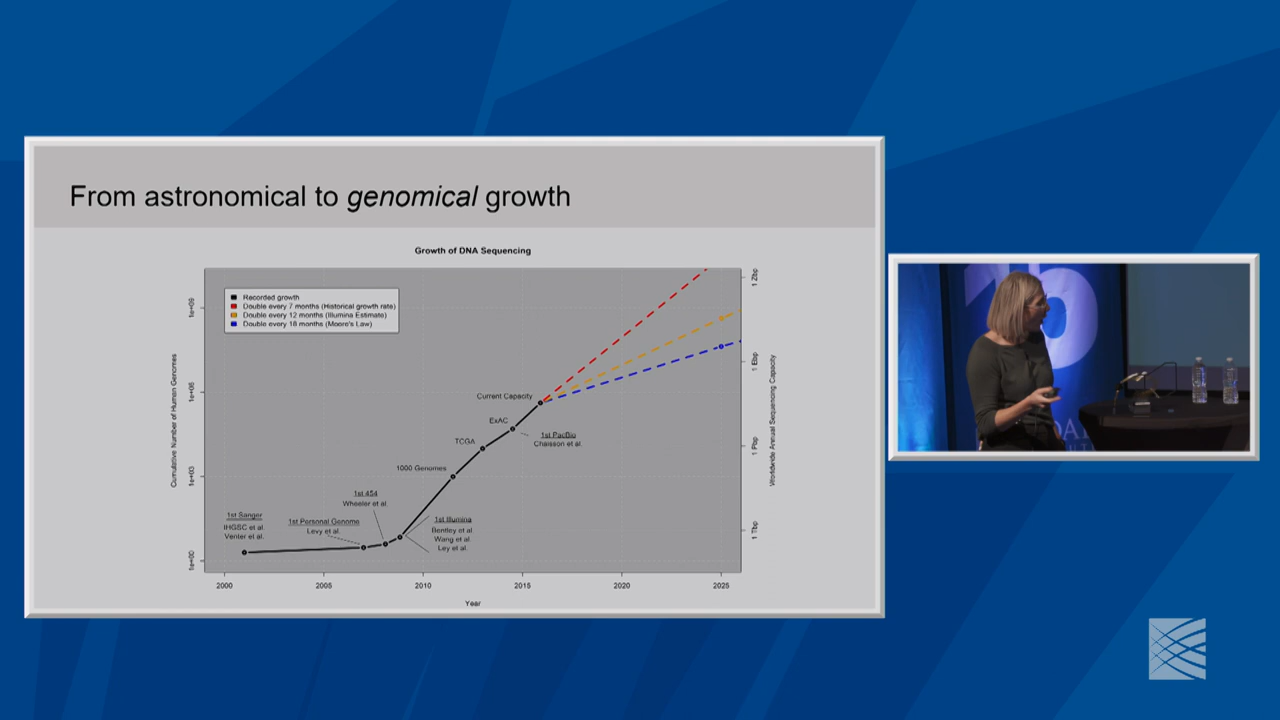 From astronomical to genomical growth
Growth of DNA Sequencing
Recorded growth
Double every 7 months (Historical growth rate)
Double every 12 months (Illumina Estimate)
Double every 18 months (Moore's Law)
Cumulative Number of Human Genomes
1e+09
1e+06
1e+03
1e+00
Worldwide Annual Sequencing Capacity
1 Zbp
1 Ebp
1 Pbp
1 Tbp
Current Capacity
ExAC
1st PacBio
Chaisson et al.
TCGA
1000 Genomes
1st 454
Wheeler et al.
1st Sanger
IHGSC et al.
Venter et al.
1st Personal Genome
Levy et al.
1st Illumina
Bentley et al.
Wang et al.
Ley et al.
2000
2005
2010
2015
2020
2025
Year
15